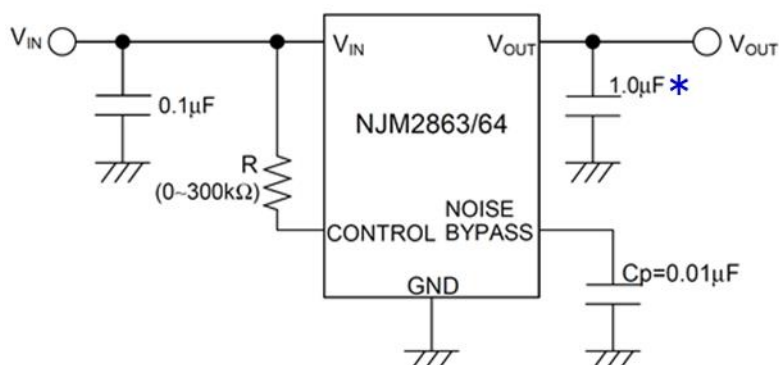 VIN
VIN
VOUT
VOUT
0.1μF
1.0μF *
NJM2863/64
R
(0~300kΩ)
CONTROL
NOISE
BYPASS
Cp=0.01μF
GND